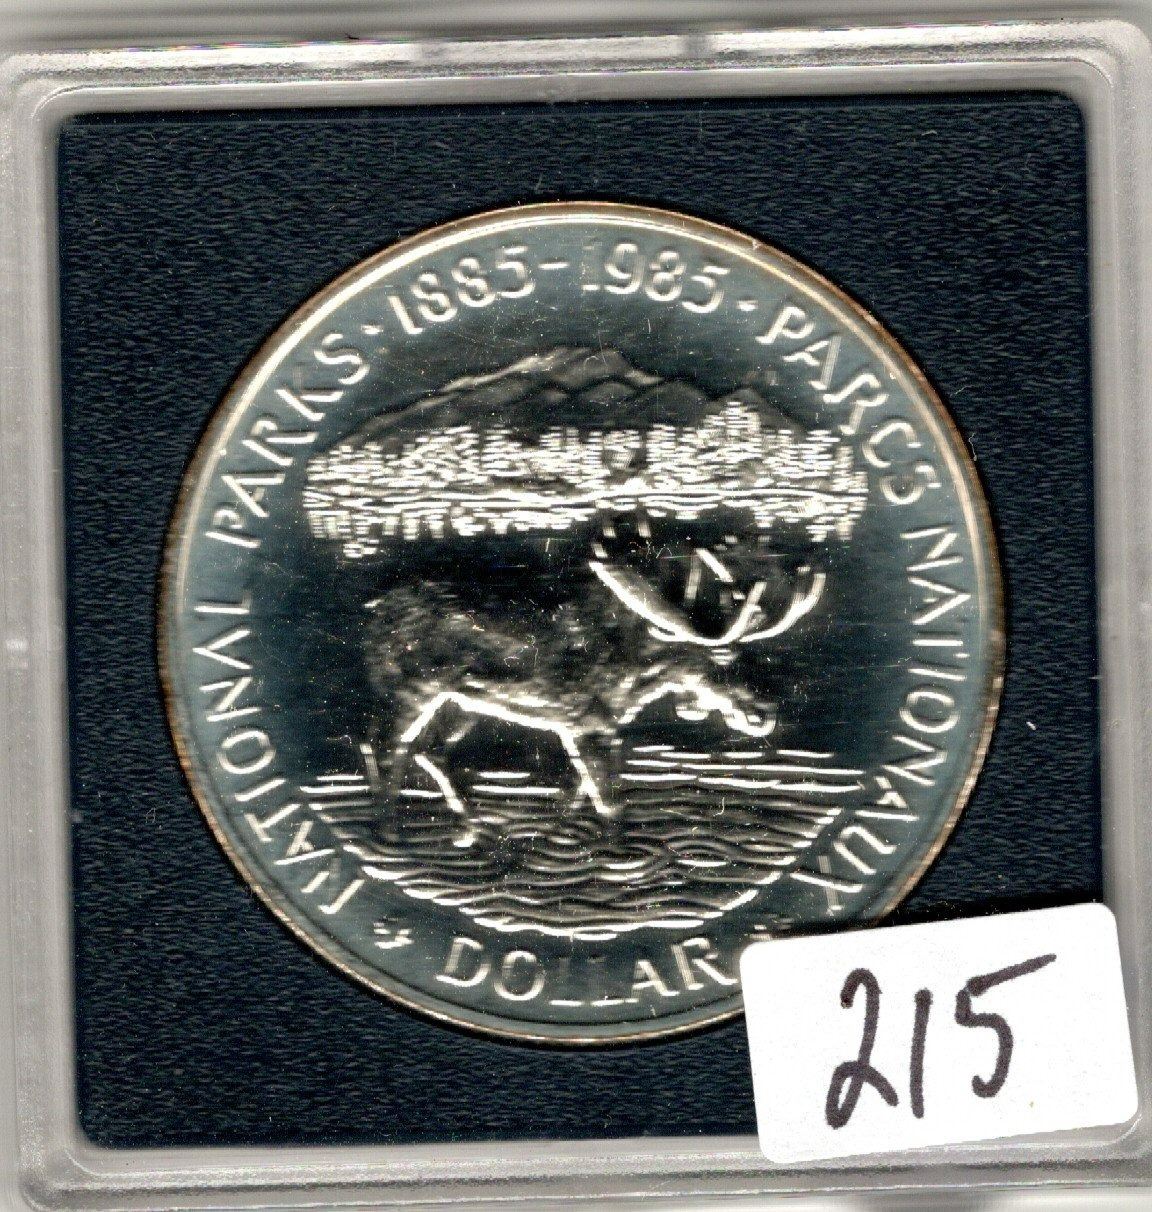 NATIONAL PARKS · 1885-1985 · PARCS NATIONAUX
DOLLAR
215